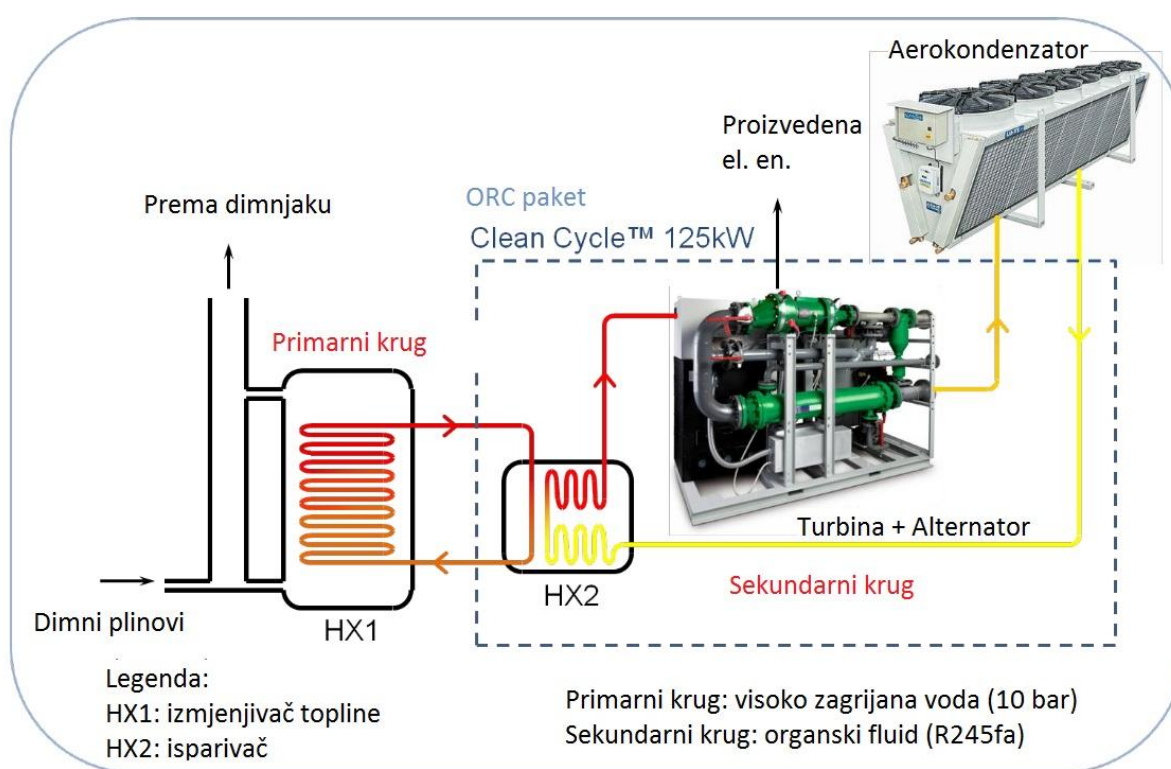 Aerokondenzator
Proizvedena
el. en.
Prema dimnjaku
ORC paket
Clean Cycle™ 125kW
Primarni krug
Turbina + Alternator
HX2
Sekundarni krug
Dimni plinovi
HX1
Legenda:
HX1: izmjenjivač topline
HX2: isparivač
Primarni krug: visoko zagrijana voda (10 bar)
Sekundarni krug: organski fluid (R245fa)